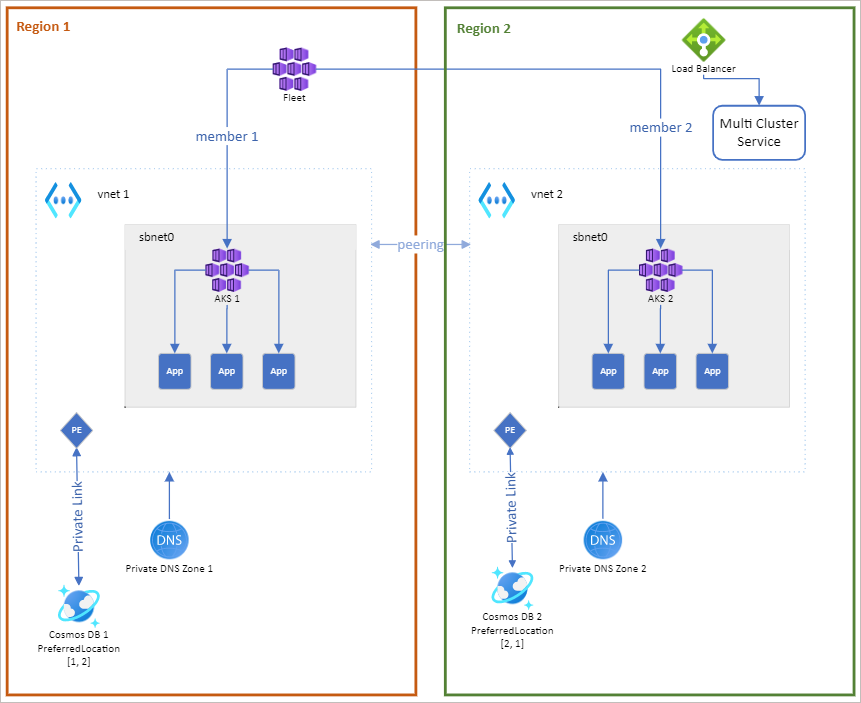 Region 1
Fleet
member 1
vnet 1
sbnet0
AKS 1
App
App
App
PE
Private Link
DNS
Private DNS Zone 1
Cosmos DB 1
PreferredLocation
[1, 2]
peering
Region 2
Load Balancer
Multi Cluster
Service
member 2
vnet 2
sbnet0
AKS 2
App
App
App
PE
Private Link
DNS
Private DNS Zone 2
Cosmos DB 2
PreferredLocation
[2, 1]